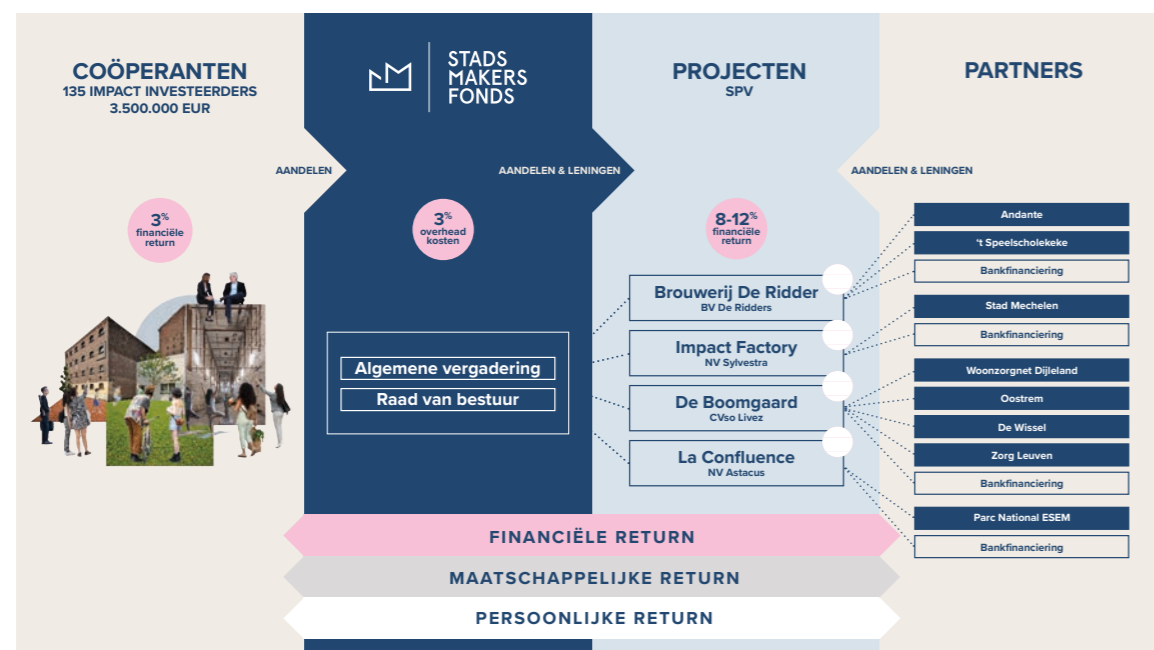 COÖPERANTEN
135 IMPACT INVESTEERDERS
3.500.000 EUR
AANDELEN
3%
financiële
return
STADS
MAKERS
FONDS
AANDELEN & LENINGEN
3%
overhead
kosten
Algemene vergadering
Raad van bestuur
PROJECTEN
SPV
8-12%
financiële
return
Brouwerij De Ridder
BV De Ridders
Impact Factory
NV Sylvestra
De Boomgaard
CVso Livez
La Confluence
NV Astacus
PARTNERS
AANDELEN & LENINGEN
Andante
't Speelscholekeke
Bankfinanciering
Stad Mechelen
Bankfinanciering
Woonzorgnet Dijleland
Oostrem
De Wissel
Zorg Leuven
Bankfinanciering
Parc National ESEM
Bankfinanciering
FINANCIËLE RETURN
MAATSCHAPPELIJKE RETURN
PERSOONLIJKE RETURN